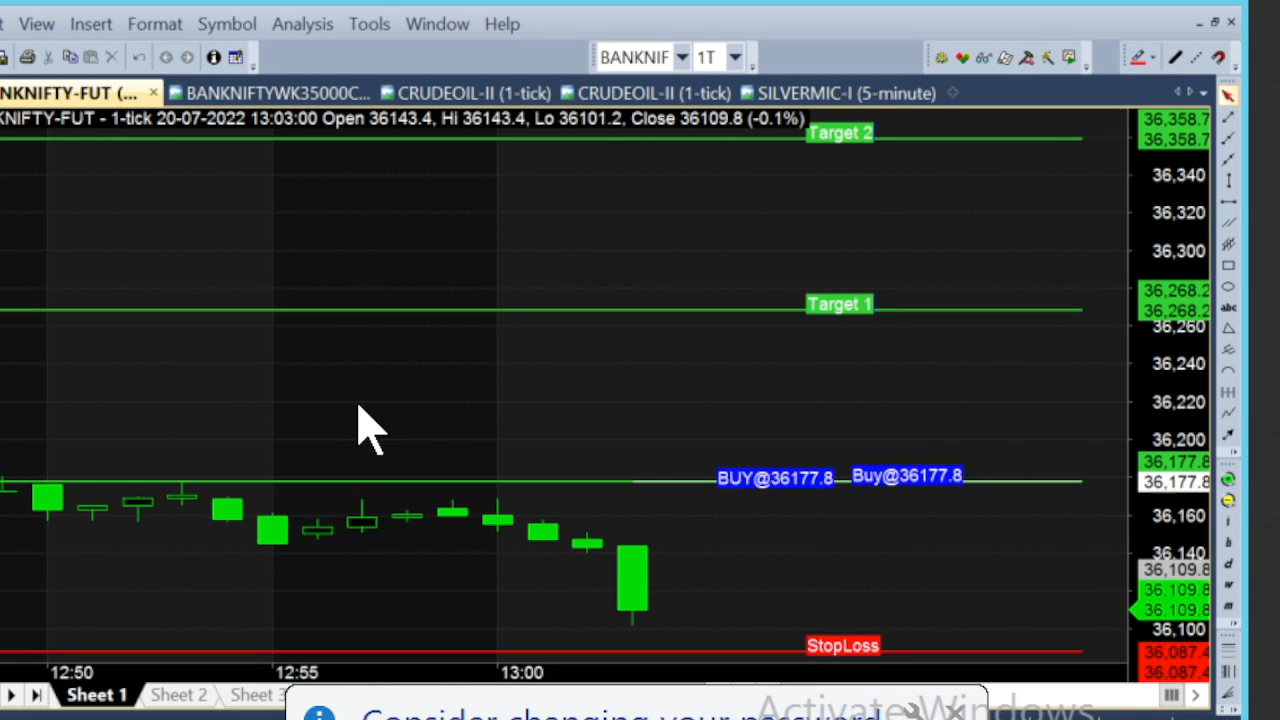 View Insert Format Symbol Analysis Tools Window Help
BANKNIF 1T
NKNIFTY-FUT (... BANKNIFTYWK35000C... CRUDEOIL-II (1-tick) CRUDEOIL-II (1-tick) SILVERMIC-I (5-minute)
KNIFTY-FUT - 1-tick 20-07-2022 13:03:00 Open 36143.4, Hi 36143.4, Lo 36101.2, Close 36109.8 (-0.1%)
36,358.7
Target 2
36,358.7
36,340
36,320
36,300
36,268.2
Target 1
36,268.2
36,260
36,240
36,220
36,200
36,177.8
BUY@36177.8 Buy@36177.8
36,177.8
36,160
36,140
36,109.8
36,109.8
36,109.8
36,100
StopLoss
36,087.4
36,087.4
12:50 12:55 13:00
Sheet 1 Sheet 2 Sheet 3
Activate Windows
Consider changing your password
abc
i
h
d
w
m